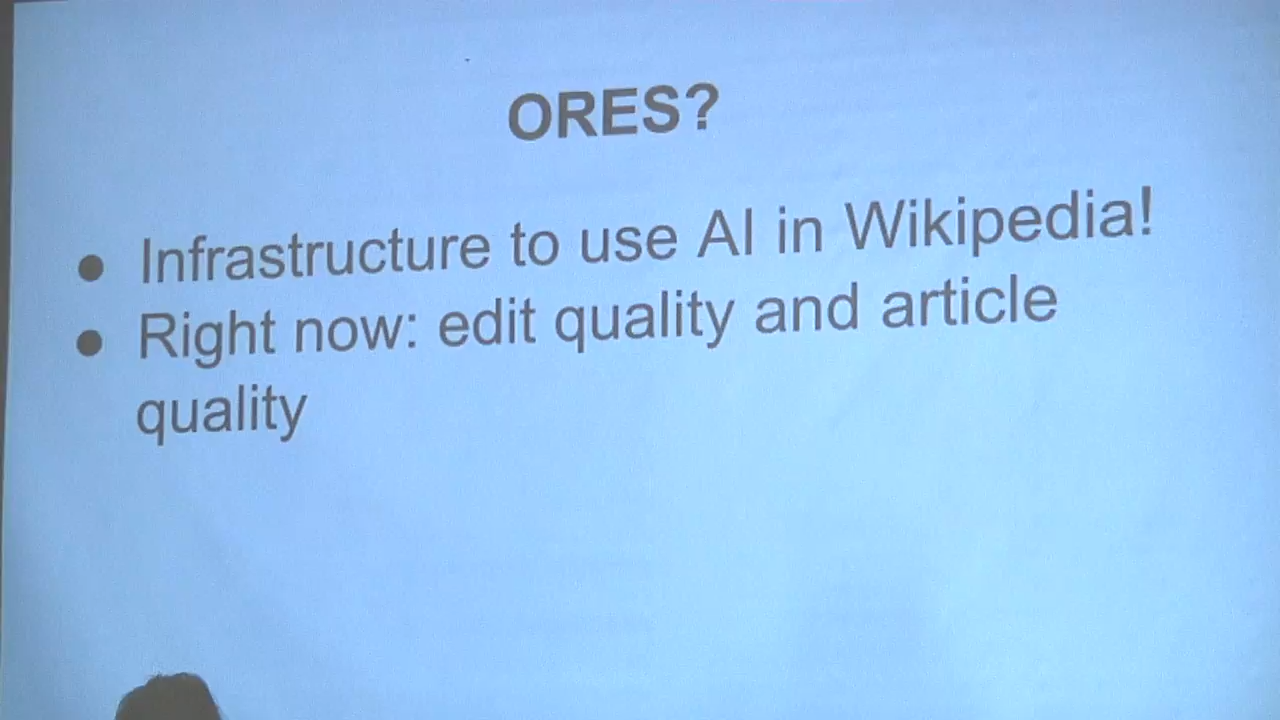 ORES?
● Infrastructure to use AI in Wikipedia!
● Right now: edit quality and article
quality